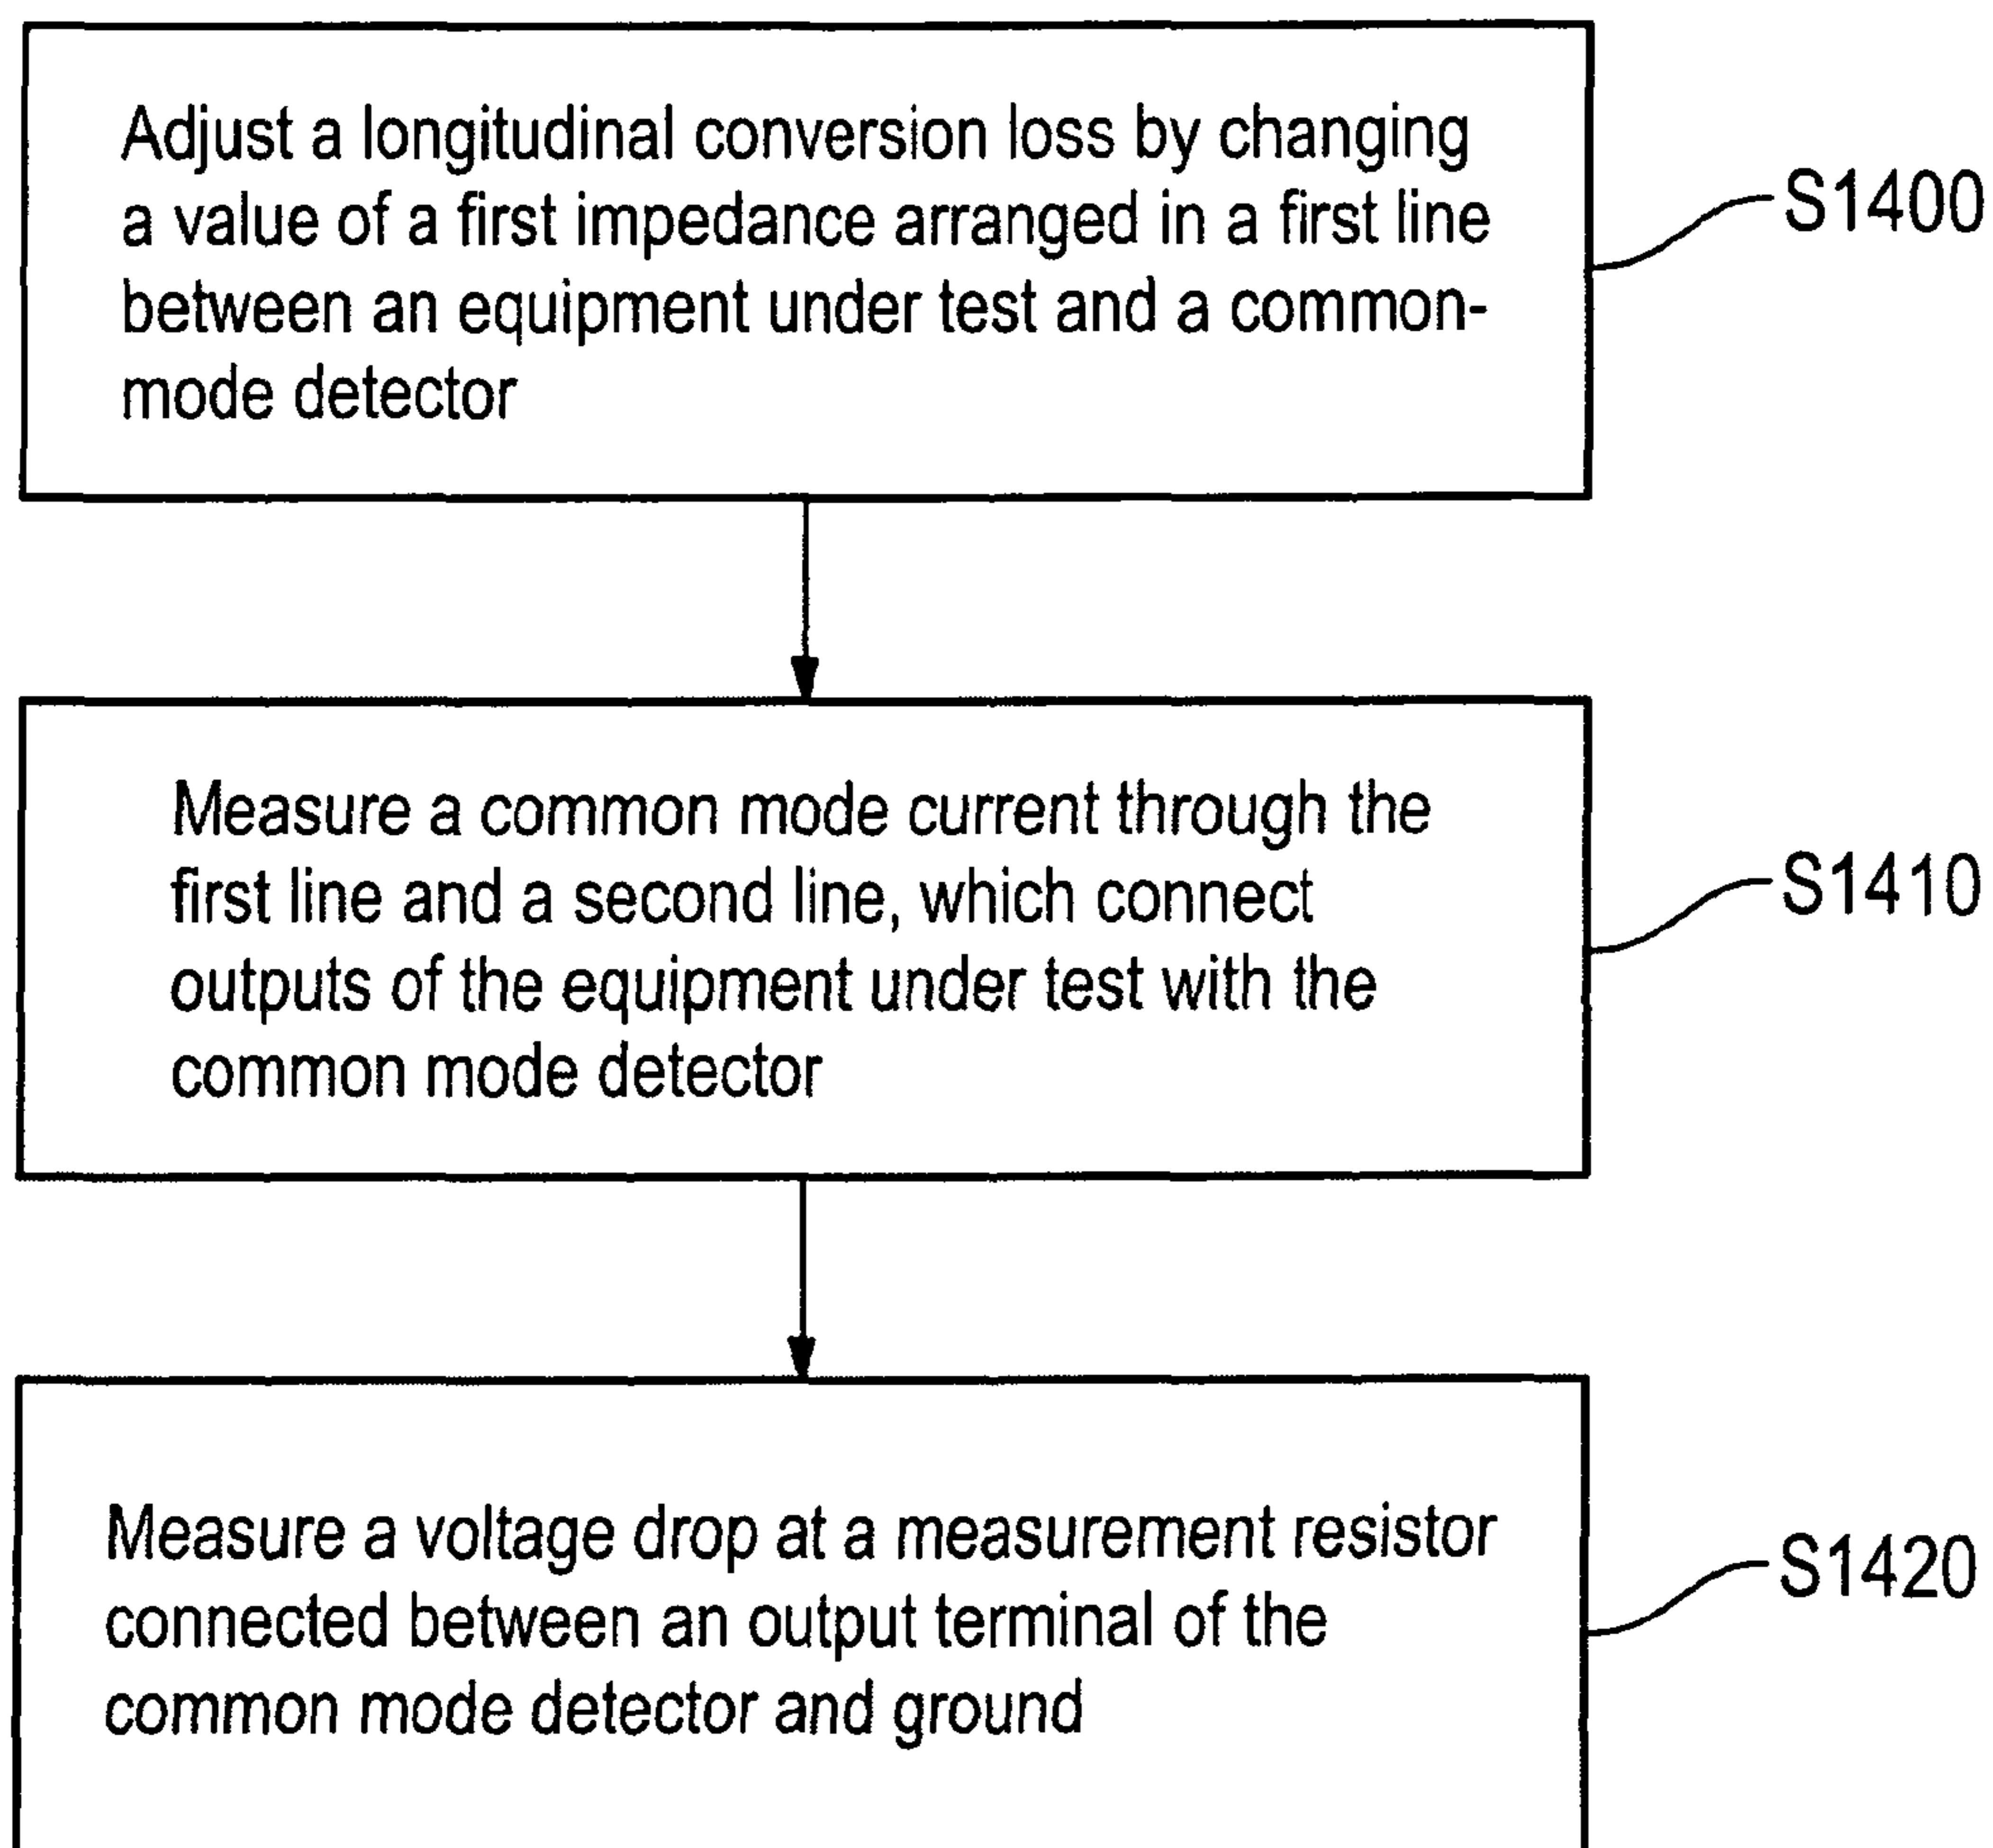 Adjust a longitudinal conversion loss by changing
a value of a first impedance arranged in a first line
between an equipment under test and a common-
mode detector
S1400
Measure a common mode current through the
first line and a second line, which connect
outputs of the equipment under test with the
common mode detector
S1410
Measure a voltage drop at a measurement resistor
connected between an output terminal of the
common mode detector and ground
S1420